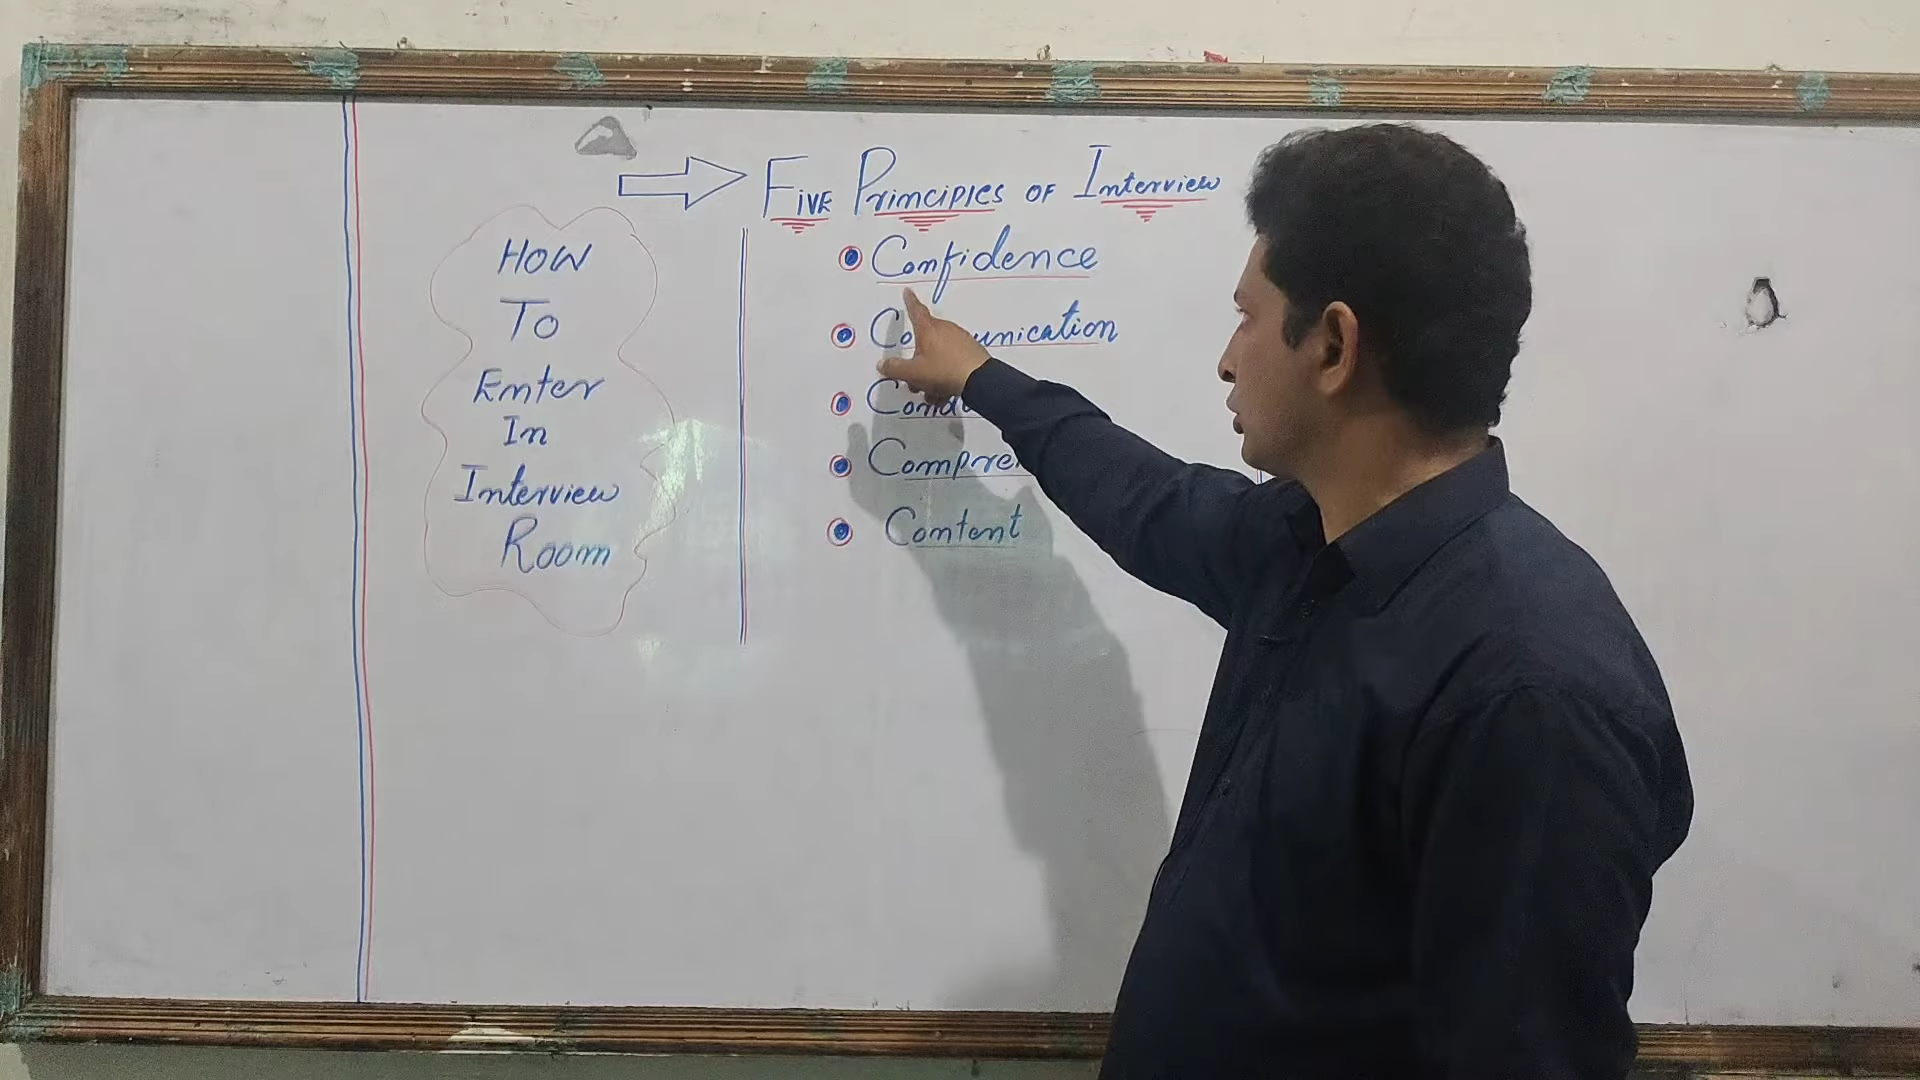 HOW
To
Enter
In
Interview
Room
Five Principles of Interview
Confidence
Content